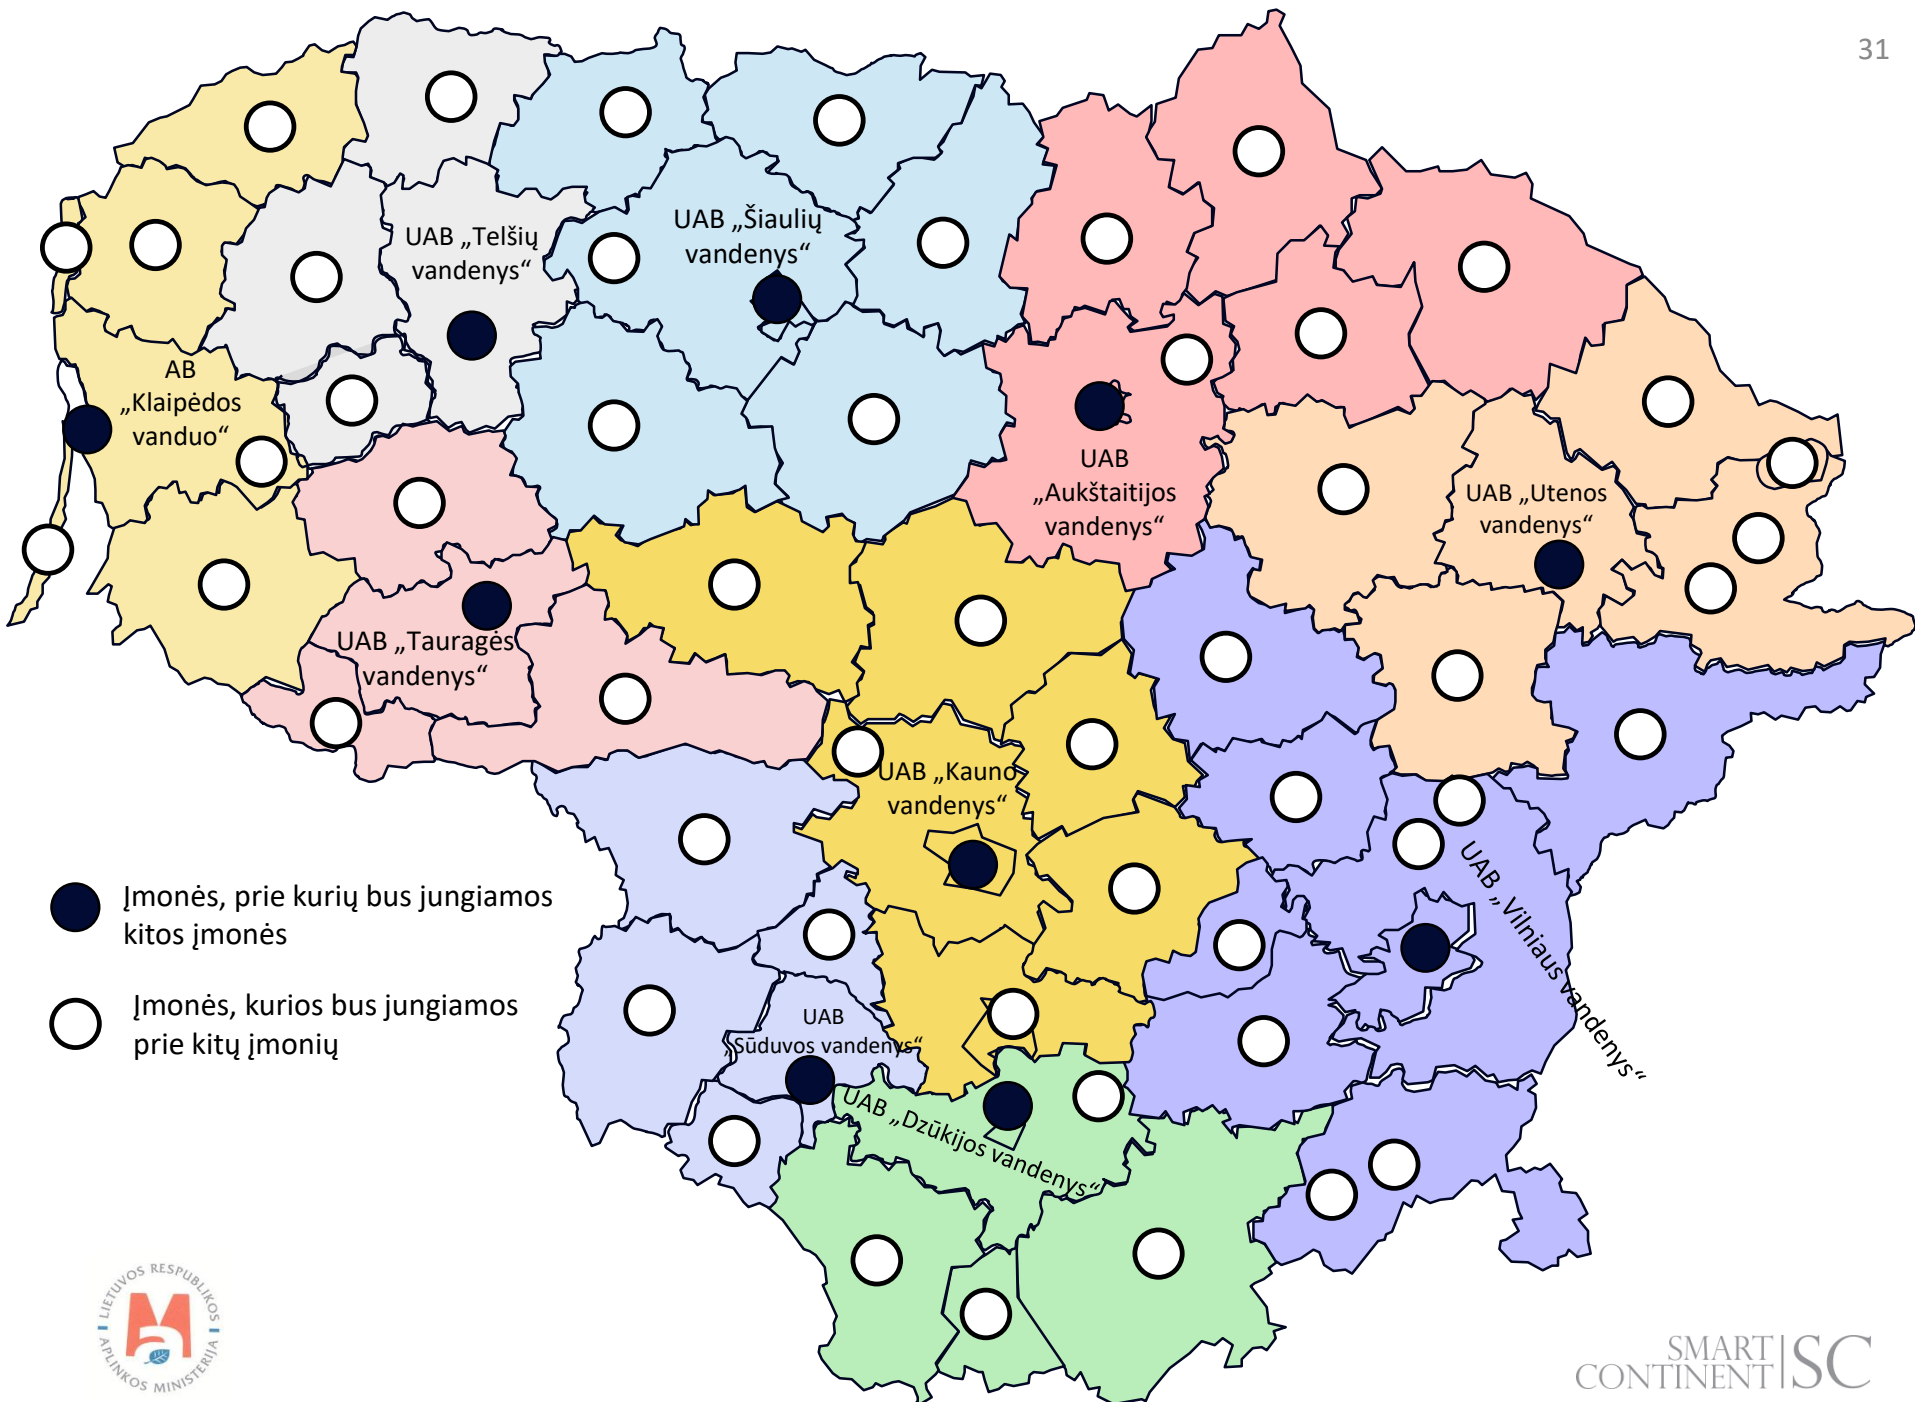 31
UAB „Telšių
vandenys“
UAB „Šiaulių
vandenys“
AB
„Klaipėdos
vanduo“
UAB
„Aukštaitijos
vandenys“
UAB „Utenos
vandenys“
UAB „Tauragės
vandenys“
UAB „Kauno
vandenys“
UAB „Vilniaus vandenys“
Įmonės, prie kurių bus jungiamos
kitos įmonės
Įmonės, kurios bus jungiamos
prie kitų įmonių
UAB
„Sūduvos vandenys“
UAB „Dzūkijos vandenys“
LIETUVOS RESPUBLIKOS
APLINKOS MINISTERIJA
SMART
CONTINENT SC